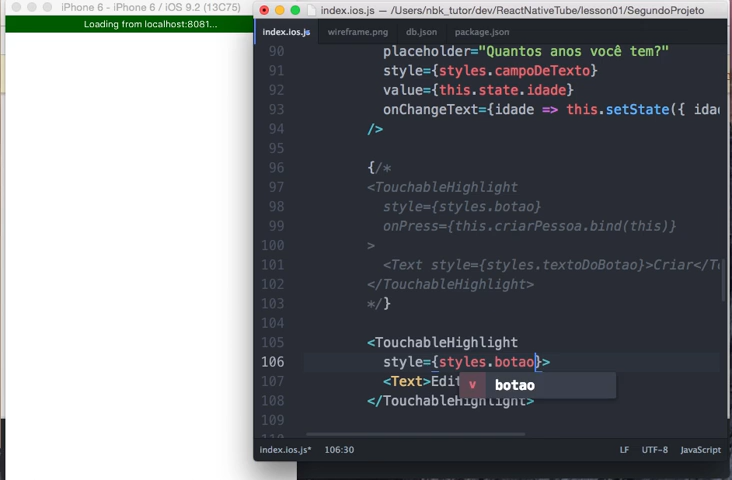 iPhone 6 - iPhone 6 / iOS 9.2 (13C75)
Loading from localhost:8081...
index.ios.js — /Users/nbk_tutor/dev/ReactNativeTube/lesson01/SegundoProjeto
index.ios.js wireframe.png db.json package.json
90 placeholder="Quantos anos você tem?"
91 style={styles.campoDeTexto}
92 value={this.state.idade}
93 onChangeText={idade => this.setState({ idad
94 />
95
96 {/*
97 <TouchableHighlight
98 style={styles.botao}
99 onPress={this.criarPessoa.bind(this)}
100 >
101 <Text style={styles.textoDoBotao}>Criar</Te
102 </TouchableHighlight>
103 */}
104
105 <TouchableHighlight
106 style={styles.botao}>
107 <Text>Edit
v botao
108 </TouchableHighlight>
109
index.ios.js* 106:30 LF UTF-8 JavaScript